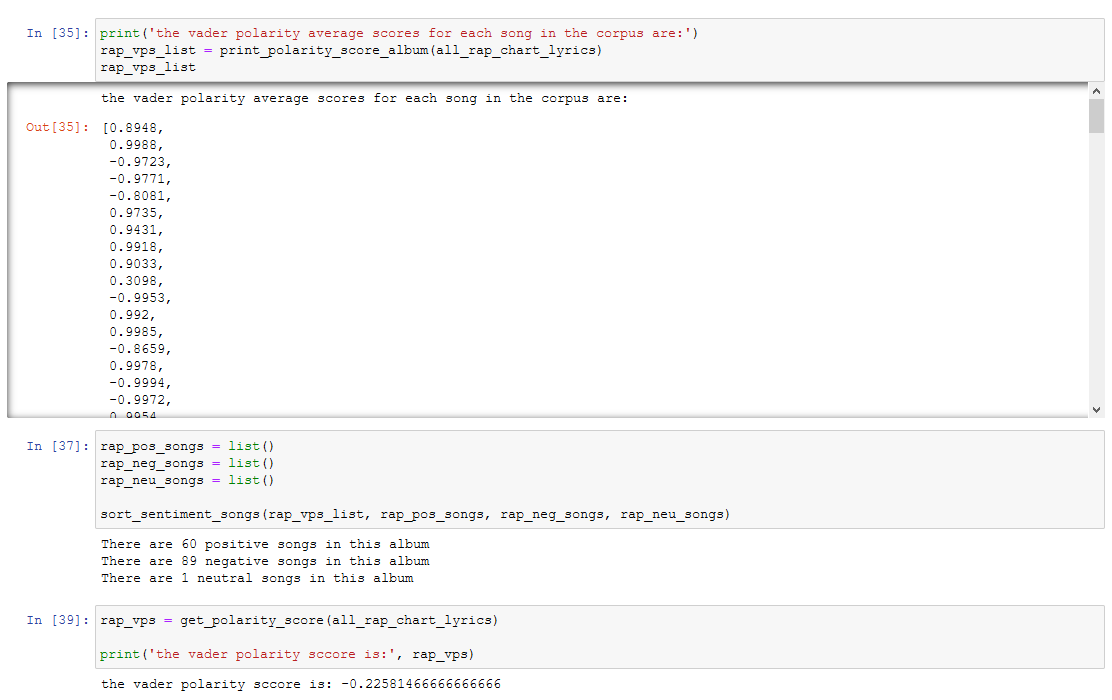 In [35]: print('the vader polarity average scores for each song in the corpus are:')
rap_vps_list = print_polarity_score_album(all_rap_chart_lyrics)
rap_vps_list
the vader polarity average scores for each song in the corpus are:
Out[35]: [0.8948,
0.9988,
-0.9723,
-0.9771,
-0.8081,
0.9735,
0.9431,
0.9918,
0.9033,
0.3098,
-0.9953,
0.992,
0.9985,
-0.8659,
0.9978,
-0.9994,
-0.9972,
0.9954
In [37]: rap_pos_songs = list()
rap_neg_songs = list()
rap_neu_songs = list()
sort_sentiment_songs(rap_vps_list, rap_pos_songs, rap_neg_songs, rap_neu_songs)
There are 60 positive songs in this album
There are 89 negative songs in this album
There are 1 neutral songs in this album
In [39]: rap_vps = get_polarity_score(all_rap_chart_lyrics)
print('the vader polarity sccore is:', rap_vps)
the vader polarity sccore is: -0.22581466666666666